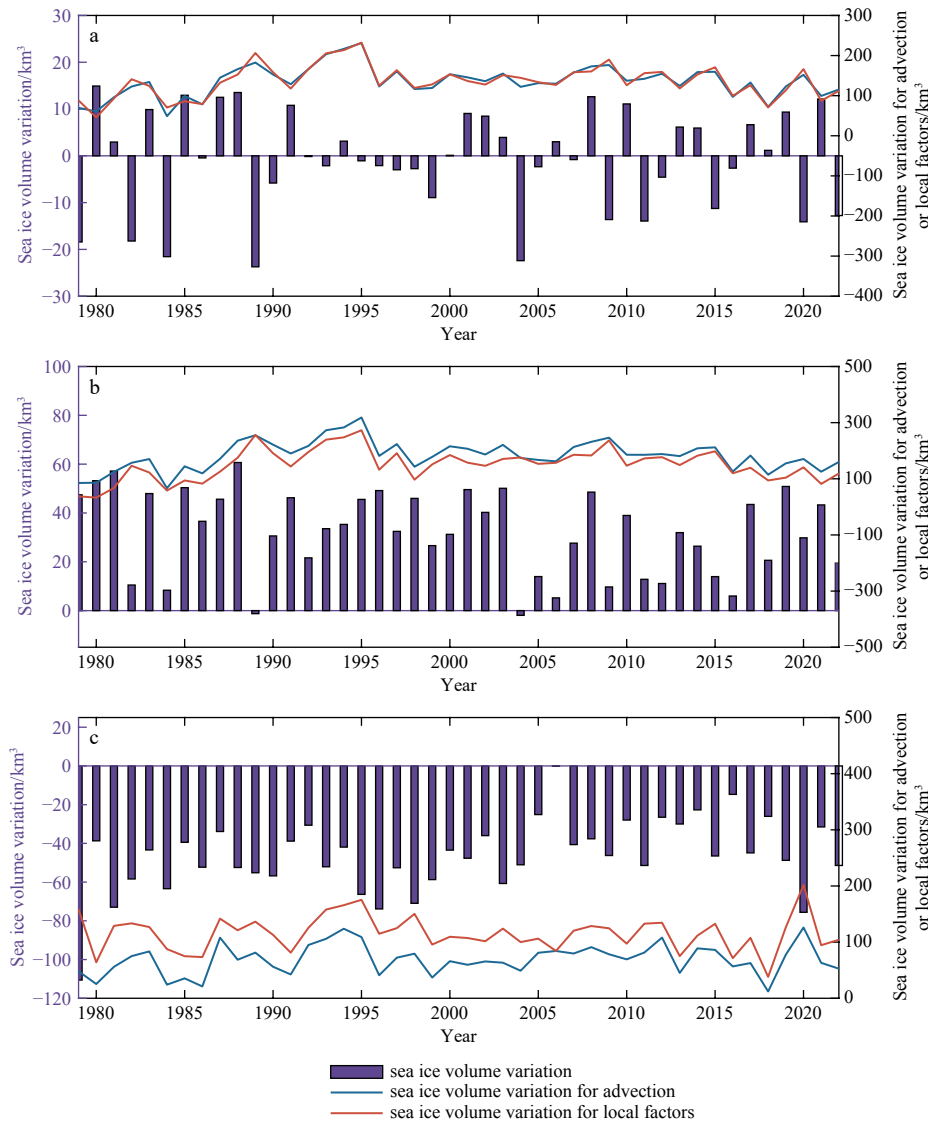 a
Sea ice volume variation/km³
30
20
10
0
−10
−20
−30
300
200
100
0
−100
−200
−300
−400
Sea ice volume variation for advection
or local factors/km³
1980 1985 1990 1995 2000 2005 2010 2015 2020
Year
b
Sea ice volume variation/km³
100
80
60
40
20
0
500
300
100
−100
−300
−500
Sea ice volume variation for advection
or local factors/km³
1980 1985 1990 1995 2000 2005 2010 2015 2020
Year
c
Sea ice volume variation/km³
20
0
−20
−40
−60
−80
−100
−120
500
400
300
200
100
0
Sea ice volume variation for advection
or local factors/km³
1980 1985 1990 1995 2000 2005 2010 2015 2020
Year
sea ice volume variation
sea ice volume variation for advection
sea ice volume variation for local factors